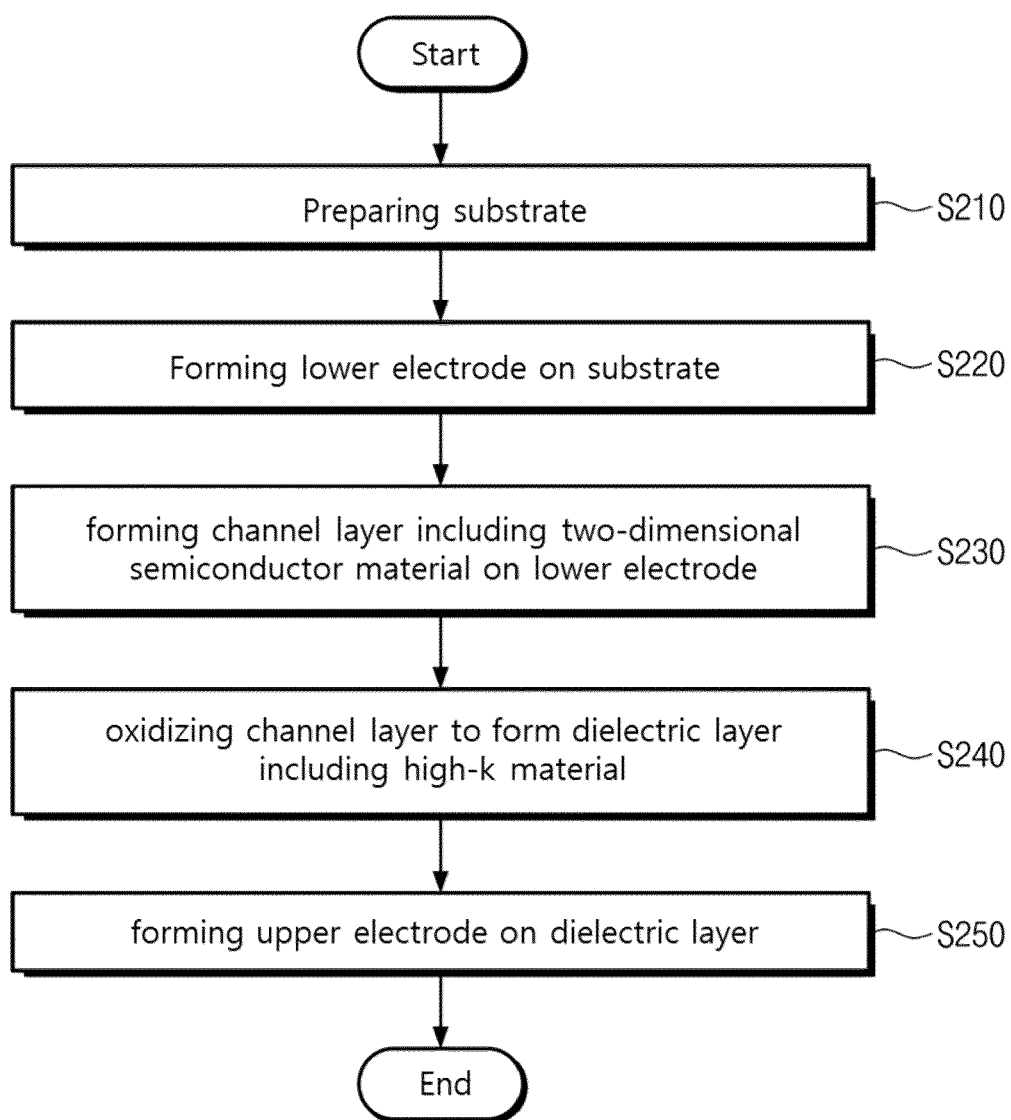 Start
Preparing substrate
S210
Forming lower electrode on substrate
S220
forming channel layer including two-dimensional
semiconductor material on lower electrode
S230
oxidizing channel layer to form dielectric layer
including high-k material
S240
forming upper electrode on dielectric layer
S250
End